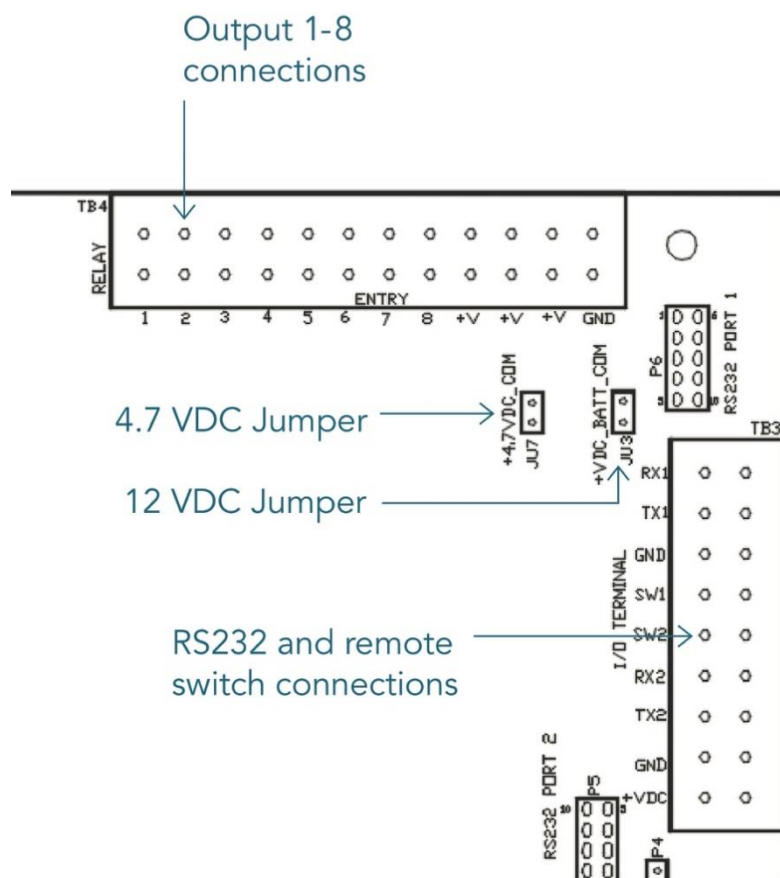 Output 1-8
connections
TB4
RELAY
ENTRY
1 2 3 4 5 6 7 8 +V +V +V GND
+4.7VDC_COM
JU7
+VDC_BATT_COM
JU3
P6
RS232 PORT 1
4.7 VDC Jumper
12 VDC Jumper
TB3
I/O TERMINAL
RX1
TX1
GND
SW1
SW2
RX2
TX2
GND
+VDC
RS232 and remote
switch connections
RS232 PORT 2
P5
10
P4